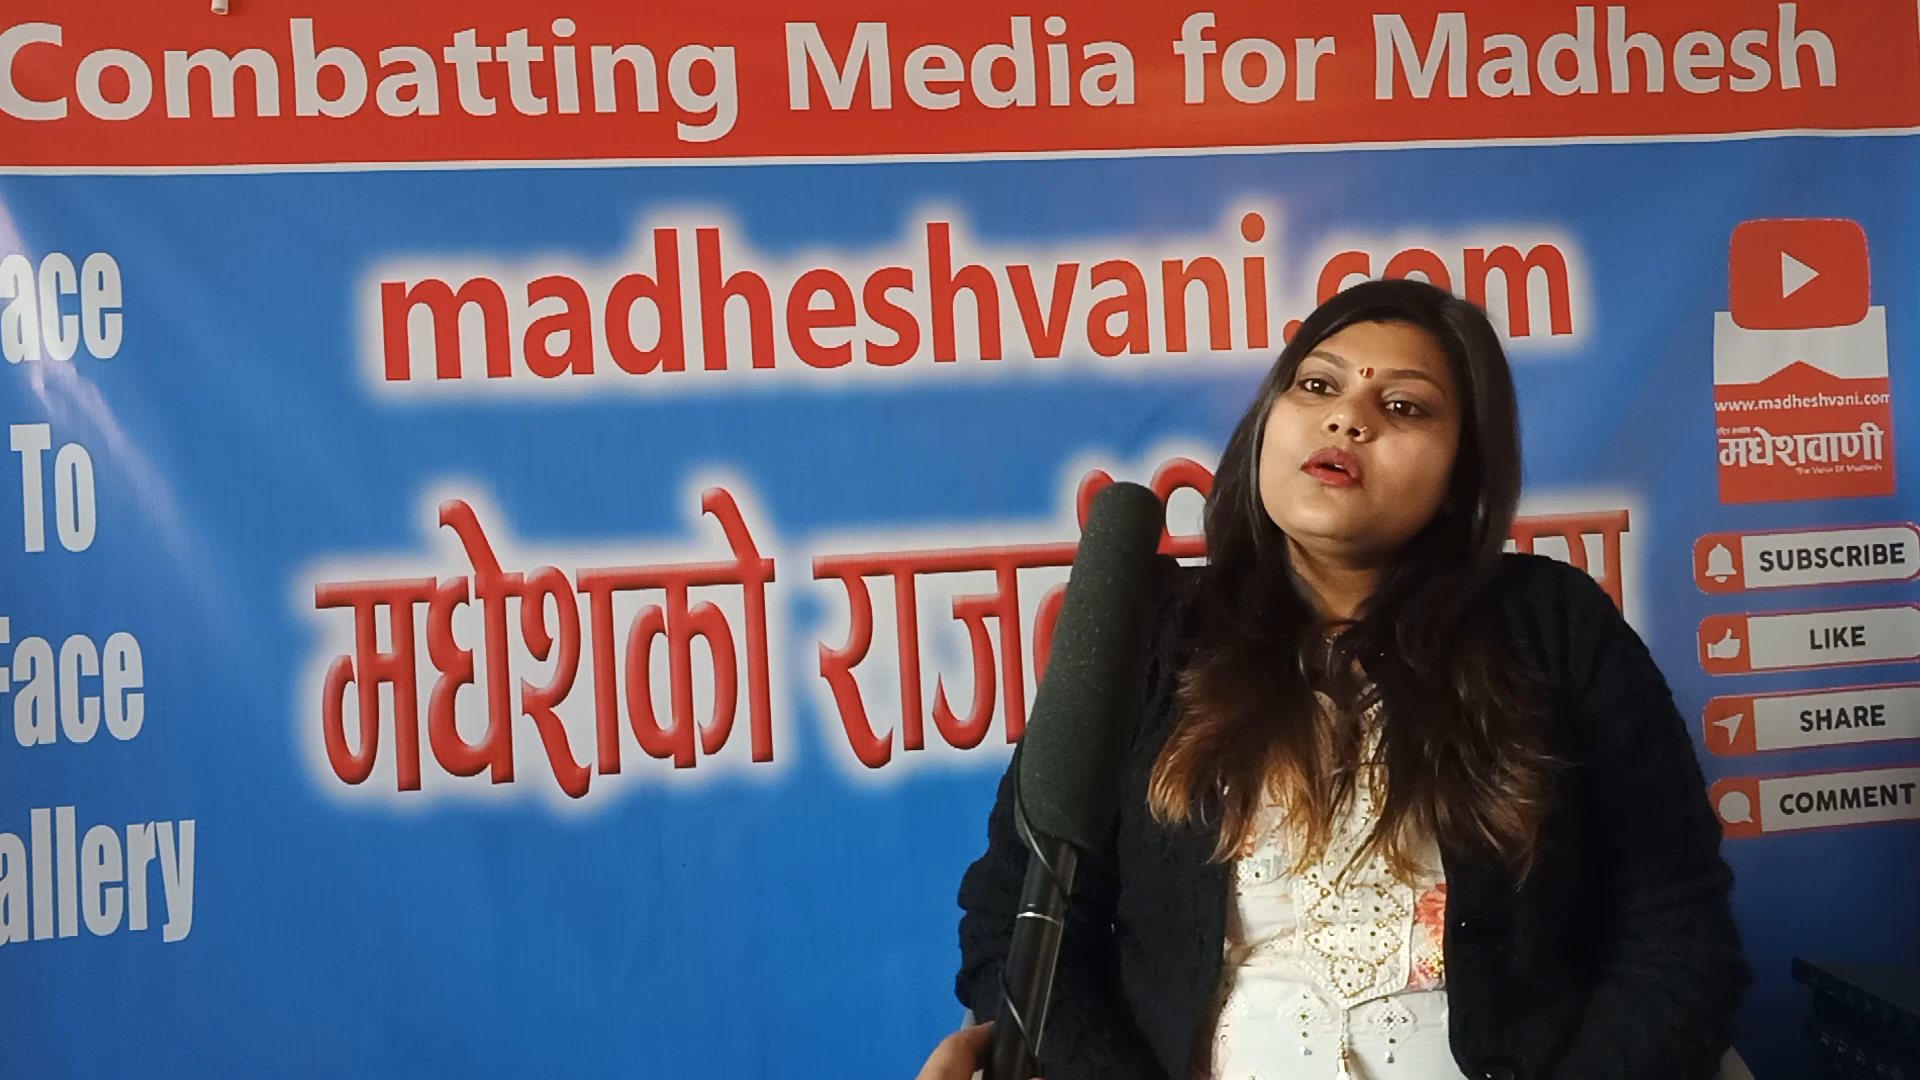 Combatting Media for Madhesh
ace
To
Face
allery
madheshvani.com
मधेशको
www.madheshvani.com
मधेशवाणी
The Voice Of Madhesh
SUBSCRIBE
LIKE
SHARE
COMMENT